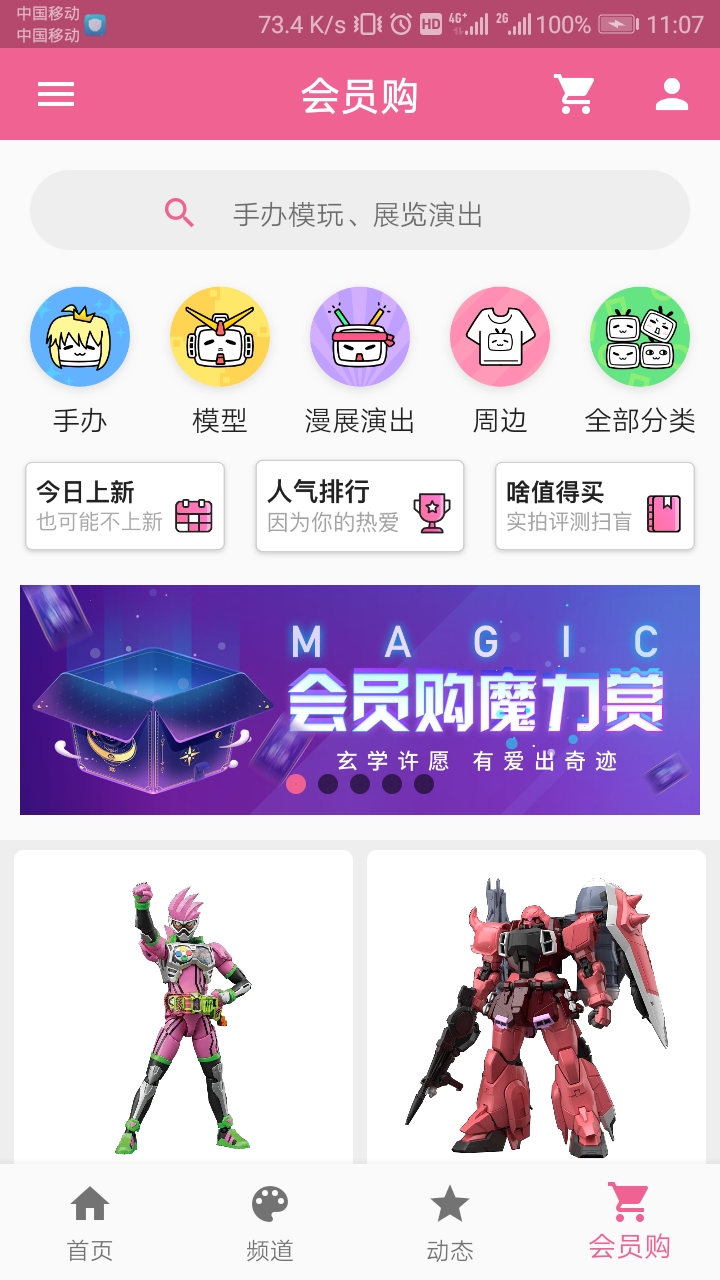 中国移动
中国移动
73.4 K/s HD 4G+ 2G 100% 11:07
会员购
手办模玩、展览演出
手办 模型 漫展演出 周边 全部分类
今日上新 人气排行 啥值得买
也可能不上新 因为你的热爱 实拍评测扫盲
MAGIC
会员购魔力赏
玄学许愿 有爱出奇迹
首页 频道 动态 会员购